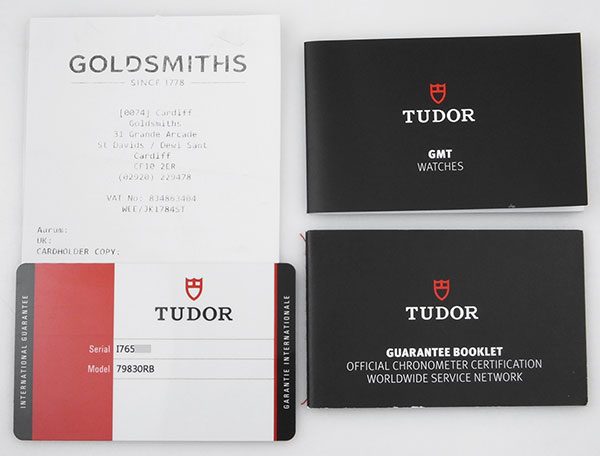 GOLDSMITHS
SINCE 1778
[0074] Cardiff
Goldsmiths
31 Grande Arcade
St Davids / Dewi Sant
Cardiff
CF10 2ER
(02920) 229478
VAT No: 834863404
WEE/JK1784ST
Aarum:
UK:
CARDHOLDER COPY:
TUDOR
GMT
WATCHES
INTERNATIONAL GUARANTEE
TUDOR
Serial I765
Model 79830RB
GARANTIE INTERNATIONALE
TUDOR
GUARANTEE BOOKLET
OFFICIAL CHRONOMETER CERTIFICATION
WORLDWIDE SERVICE NETWORK